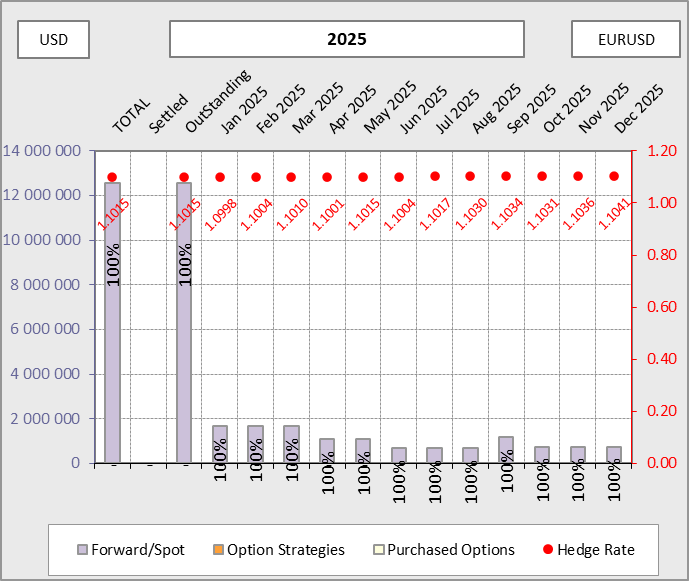 USD
2025
EURUSD
TOTAL
Settled
OutStanding
Jan 2025
Feb 2025
Mar 2025
Apr 2025
May 2025
Jun 2025
Jul 2025
Aug 2025
Sep 2025
Oct 2025
Nov 2025
Dec 2025
14 000 000
12 000 000
10 000 000
8 000 000
6 000 000
4 000 000
2 000 000
0
1.20
1.00
0.80
0.60
0.40
0.20
0.00
1.1015
1.1015
1.0998
1.1004
1.1010
1.1001
1.1015
1.1004
1.1017
1.1030
1.1034
1.1031
1.1036
1.1041
100%
100%
100%
100%
100%
100%
100%
100%
100%
100%
100%
100%
100%
100%
-
-
-
Forward/Spot
Option Strategies
Purchased Options
Hedge Rate